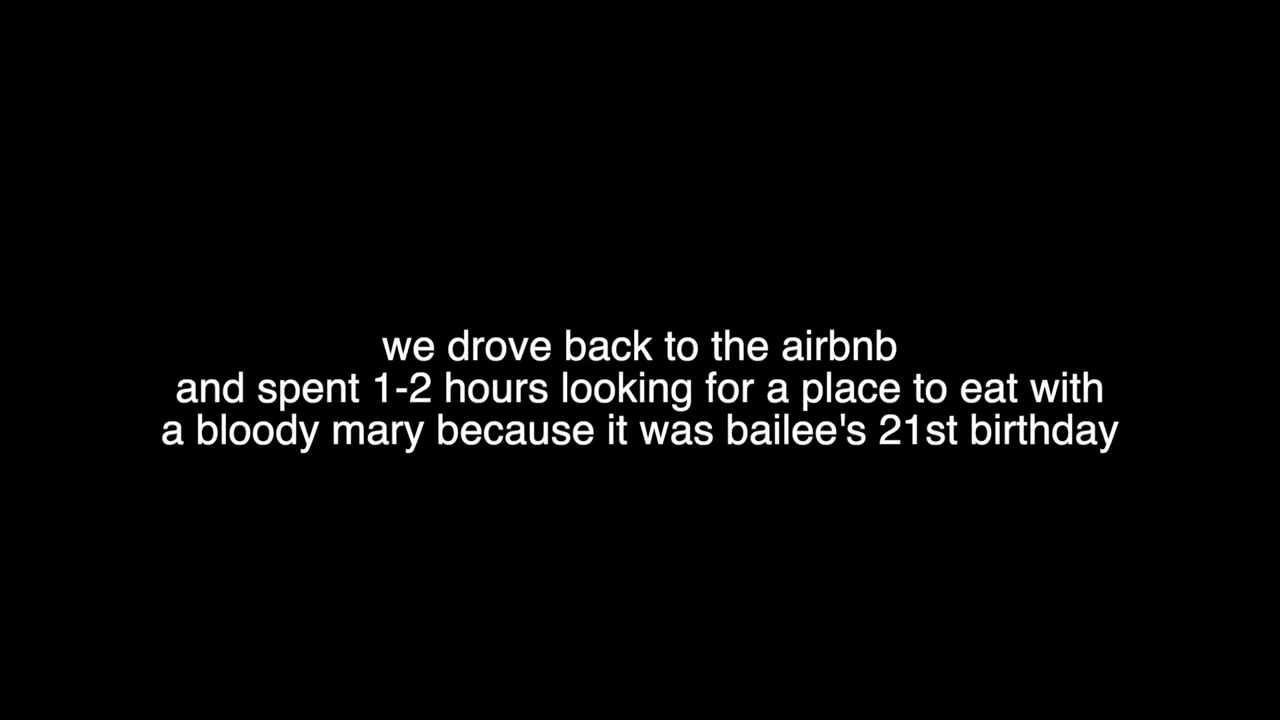 we drove back to the airbnb
and spent 1-2 hours looking for a place to eat with
a bloody mary because it was bailee's 21st birthday